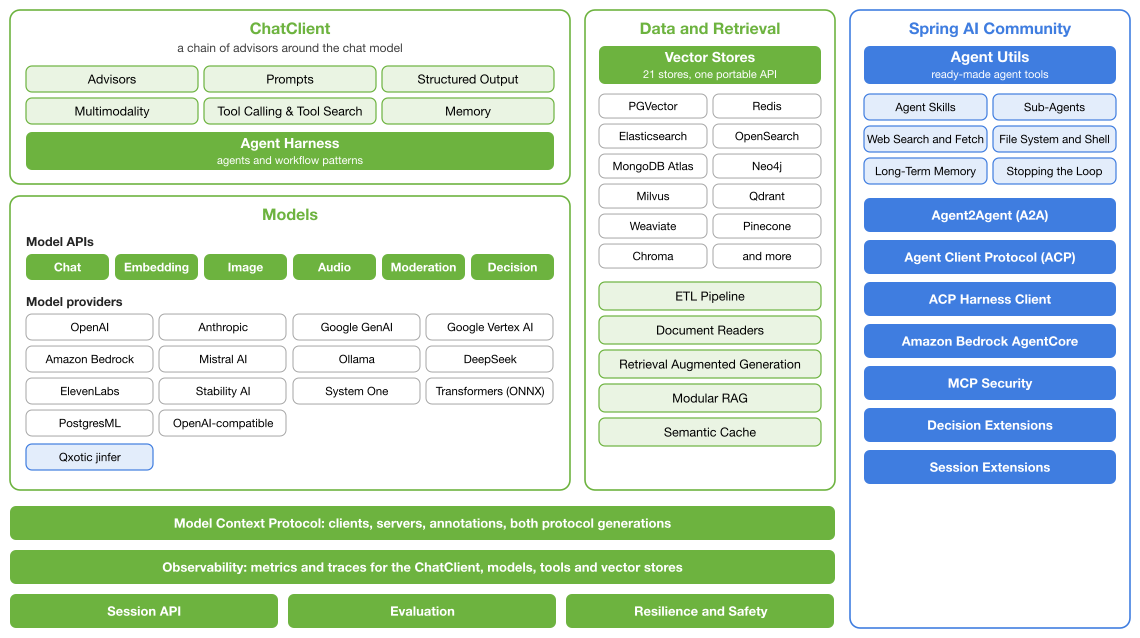 ChatClient
a chain of advisors around the chat model
Advisors
Prompts
Structured Output
Multimodality
Tool Calling & Tool Search
Memory
Agent Harness
agents and workflow patterns
Models
Model APIs
Chat
Embedding
Image
Audio
Moderation
Decision
Model providers
OpenAI
Anthropic
Google GenAI
Google Vertex AI
Amazon Bedrock
Mistral AI
Ollama
DeepSeek
ElevenLabs
Stability AI
System One
Transformers (ONNX)
PostgresML
OpenAI-compatible
Qxotic jinfer
Data and Retrieval
Vector Stores
21 stores, one portable API
PGVector
Redis
Elasticsearch
OpenSearch
MongoDB Atlas
Neo4j
Milvus
Qdrant
Weaviate
Pinecone
Chroma
and more
ETL Pipeline
Document Readers
Retrieval Augmented Generation
Modular RAG
Semantic Cache
Spring AI Community
Agent Utils
ready-made agent tools
Agent Skills
Sub-Agents
Web Search and Fetch
File System and Shell
Long-Term Memory
Stopping the Loop
Agent2Agent (A2A)
Agent Client Protocol (ACP)
ACP Harness Client
Amazon Bedrock AgentCore
MCP Security
Decision Extensions
Session Extensions
Model Context Protocol: clients, servers, annotations, both protocol generations
Observability: metrics and traces for the ChatClient, models, tools and vector stores
Session API
Evaluation
Resilience and Safety